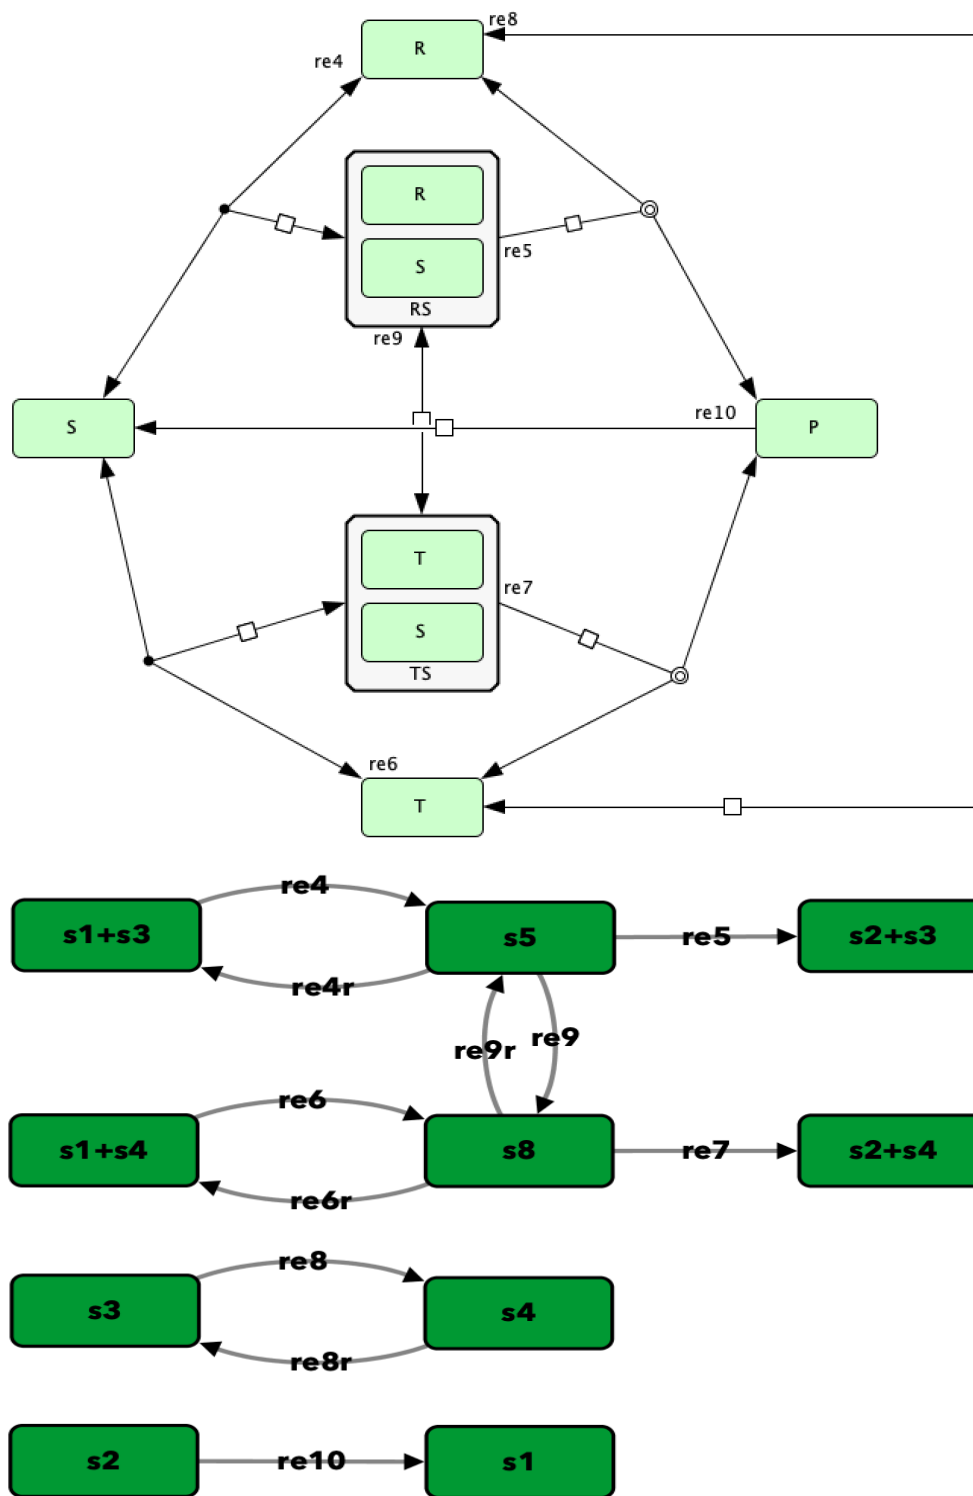 re8
R
re4
R
S
re5
RS
re9
re10
S
P
T
re7
S
TS
re6
T
re4
s1+s3
s5
re5
s2+s3
re4r
re9r
re9
re6
s1+s4
s8
re7
s2+s4
re6r
re8
s3
s4
re8r
s2
re10
s1